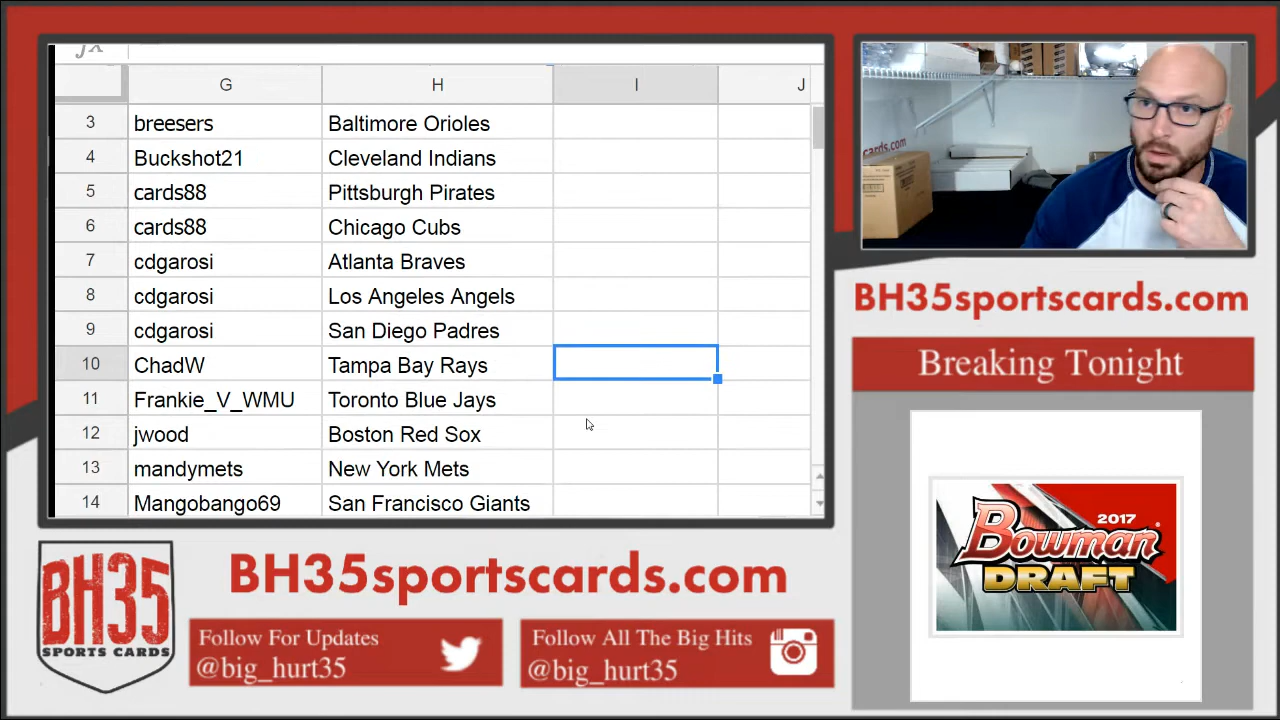 fx
G H I J
3 breesers Baltimore Orioles
4 Buckshot21 Cleveland Indians
5 cards88 Pittsburgh Pirates
6 cards88 Chicago Cubs
7 cdgarosi Atlanta Braves
8 cdgarosi Los Angeles Angels
9 cdgarosi San Diego Padres
10 ChadW Tampa Bay Rays
11 Frankie_V_WMU Toronto Blue Jays
12 jwood Boston Red Sox
13 mandymets New York Mets
14 Mangobango69 San Francisco Giants
cards.com
BH35sportscards.com
Breaking Tonight
2017
Bowman
DRAFT
BH35
SPORTS CARDS
BH35sportscards.com
Follow For Updates
@big_hurt35
Follow All The Big Hits
@big_hurt35